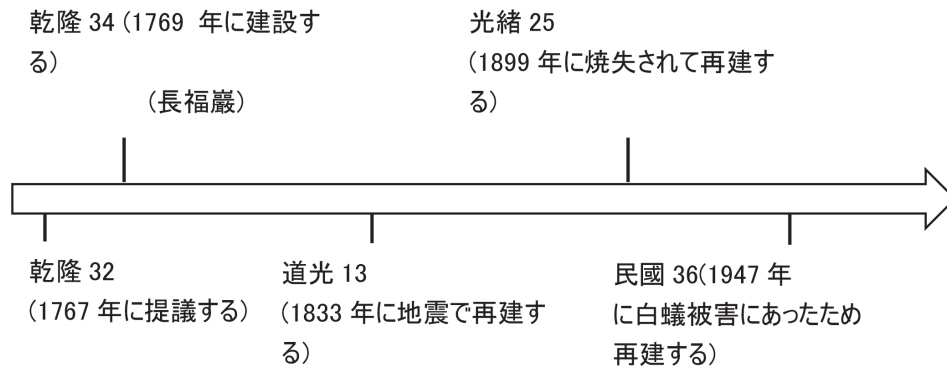 乾隆 34 (1769 年に建設す
る)
(長福巖)
光緒 25
(1899 年に焼失されて再建す
る)
乾隆 32
(1767 年に提議する)
道光 13
(1833 年に地震で再建す
る)
民國 36(1947 年
に白蟻被害にあったため
再建する)